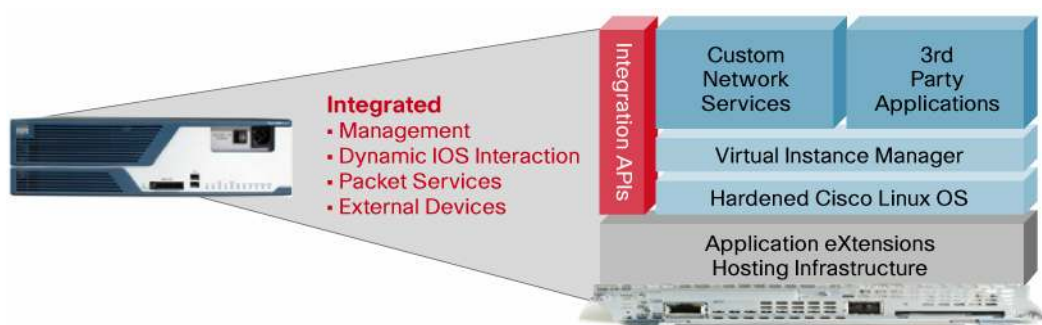 Integrated
▪ Management
▪ Dynamic IOS Interaction
▪ Packet Services
▪ External Devices
Integration APIs
Custom
Network
Services
3rd
Party
Applications
Virtual Instance Manager
Hardened Cisco Linux OS
Application eXtensions
Hosting Infrastructure